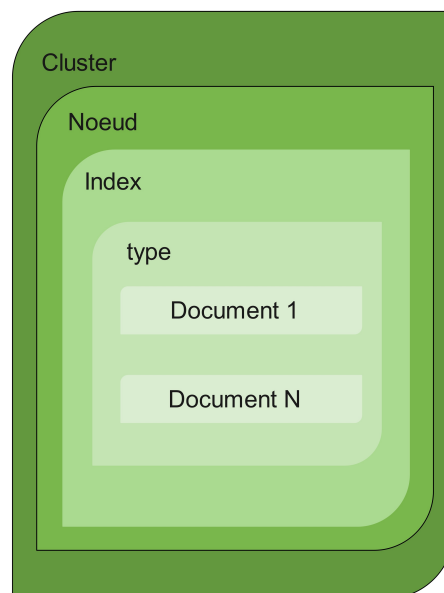 Cluster
Noeud
Index
type
Document 1
Document N